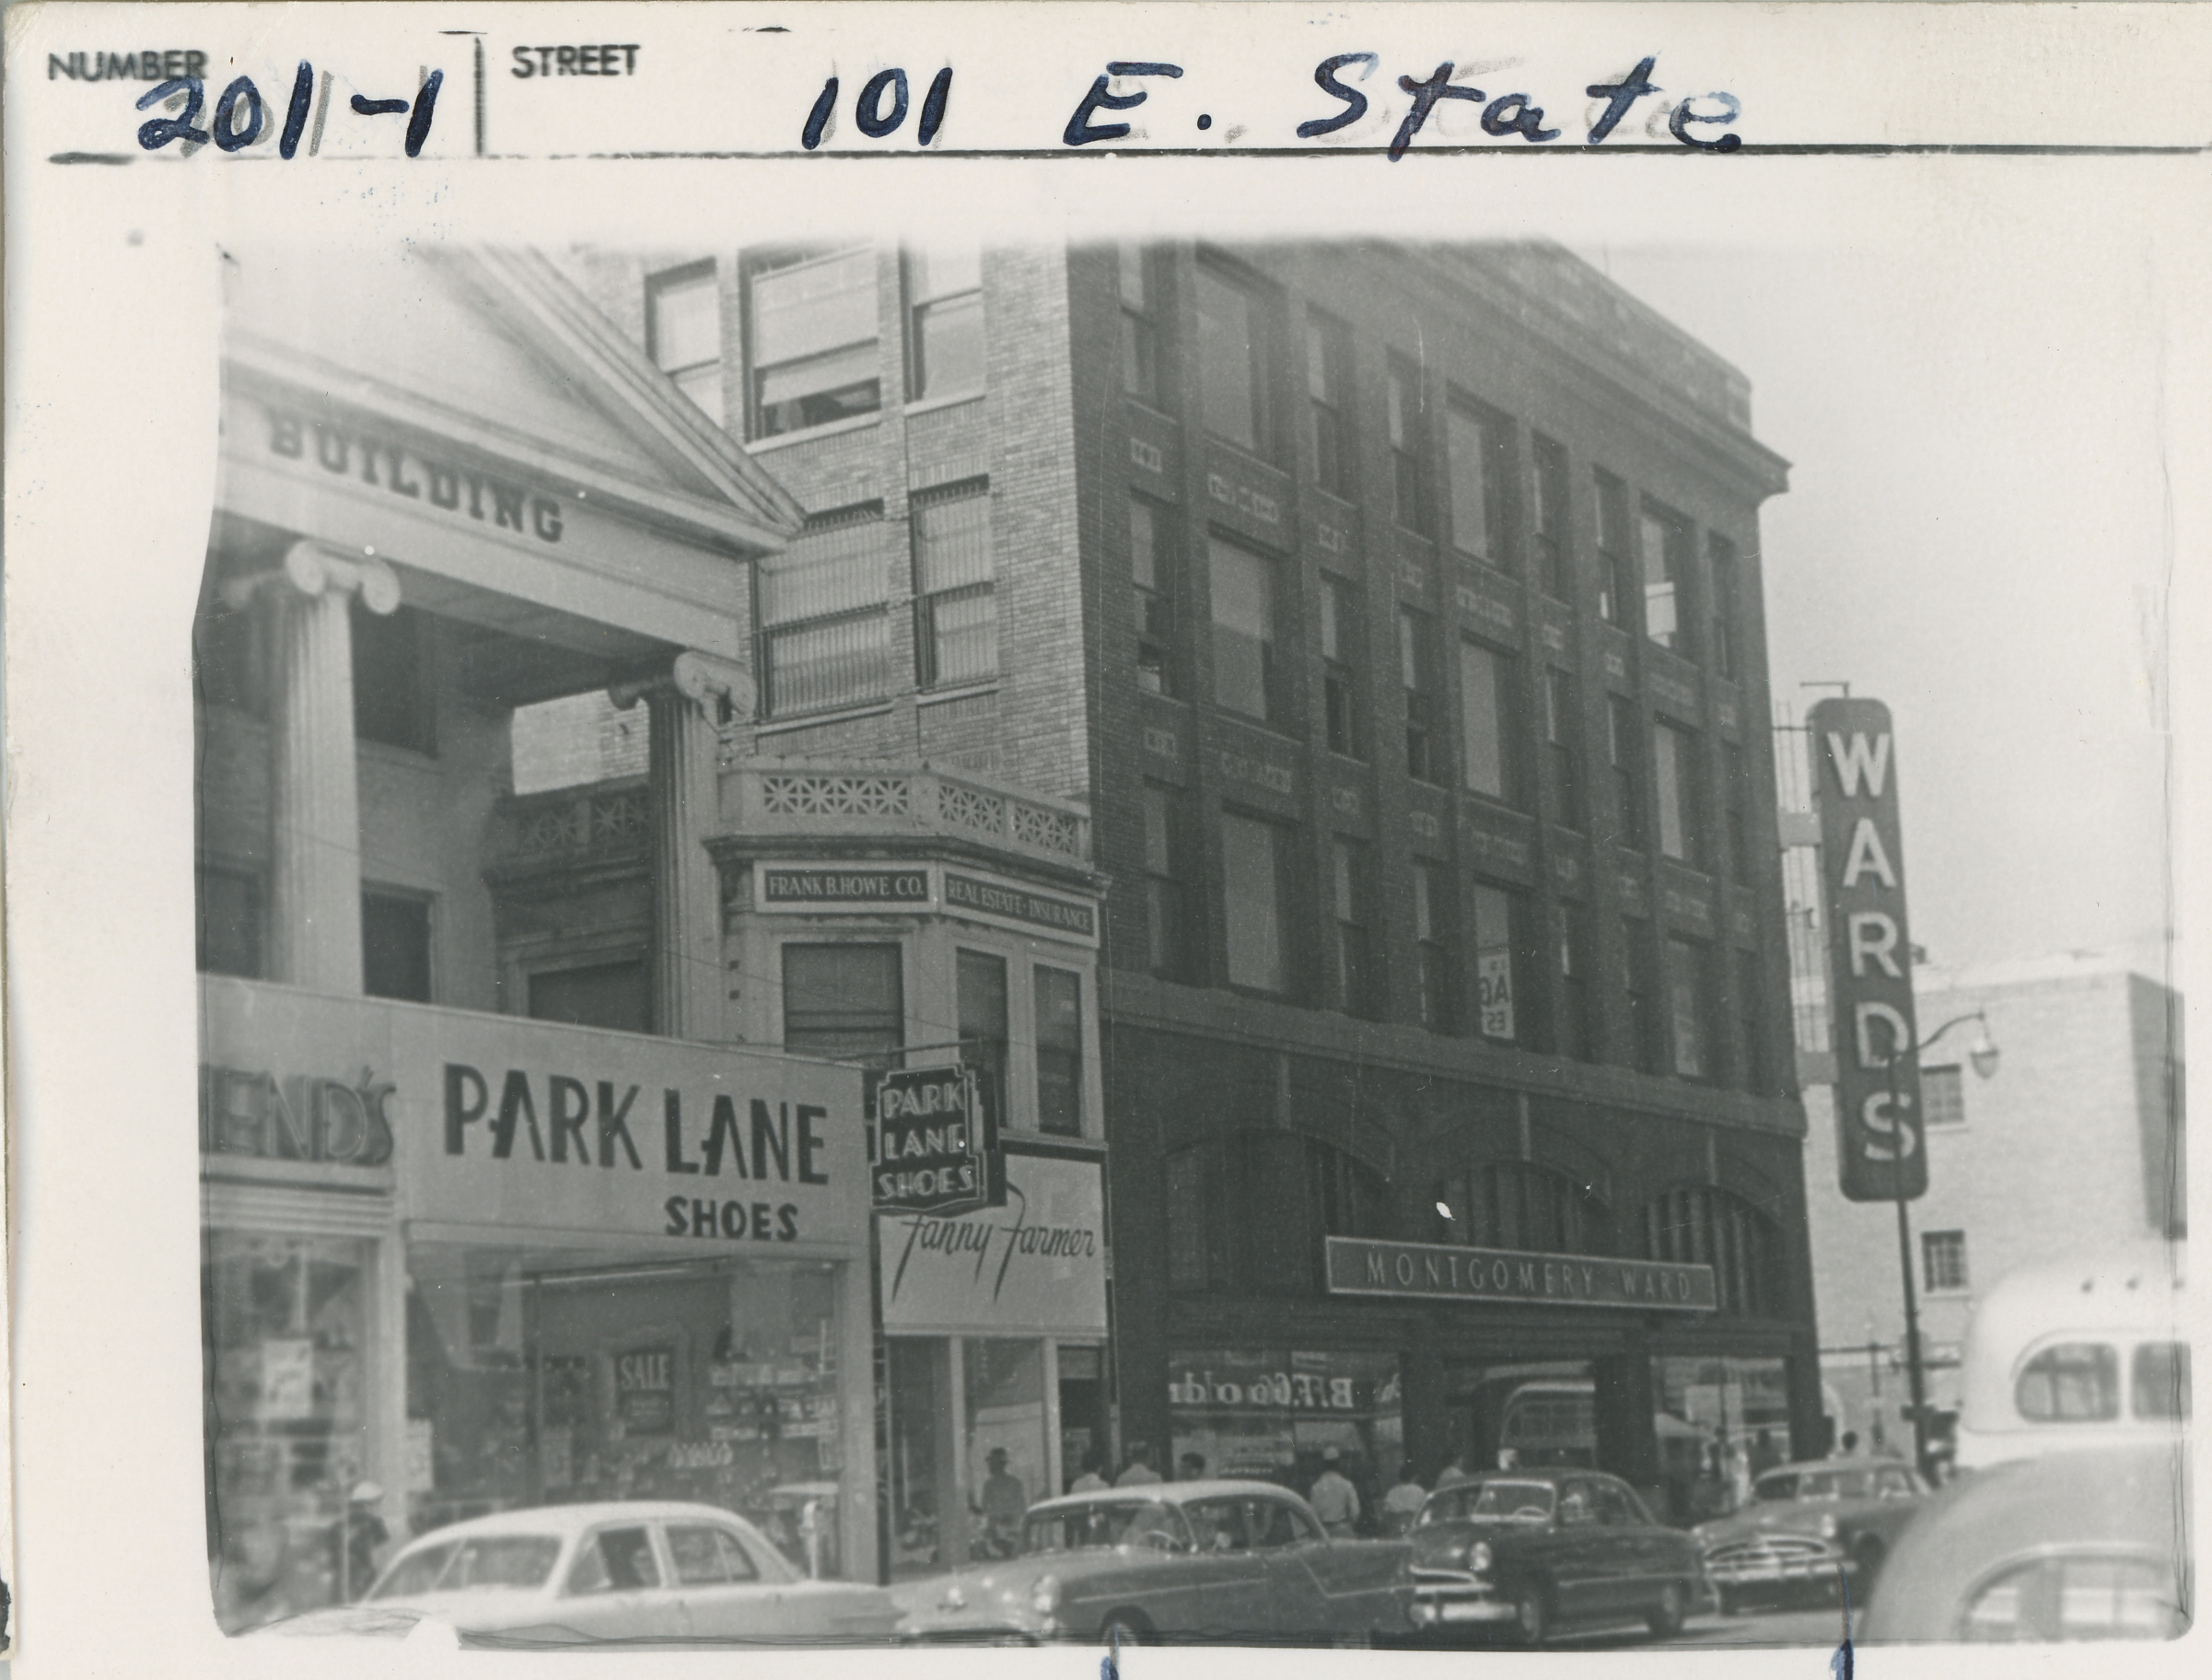 NUMBER STREET
201-1 101 E. State
BUILDING
WARDS
FRANK B. HOWE CO. REAL ESTATE · INSURANCE
END'S
PARK LANE
SHOES
PARK
LANE
SHOES
Fanny Farmer
MONTGOMERY WARD
SALE